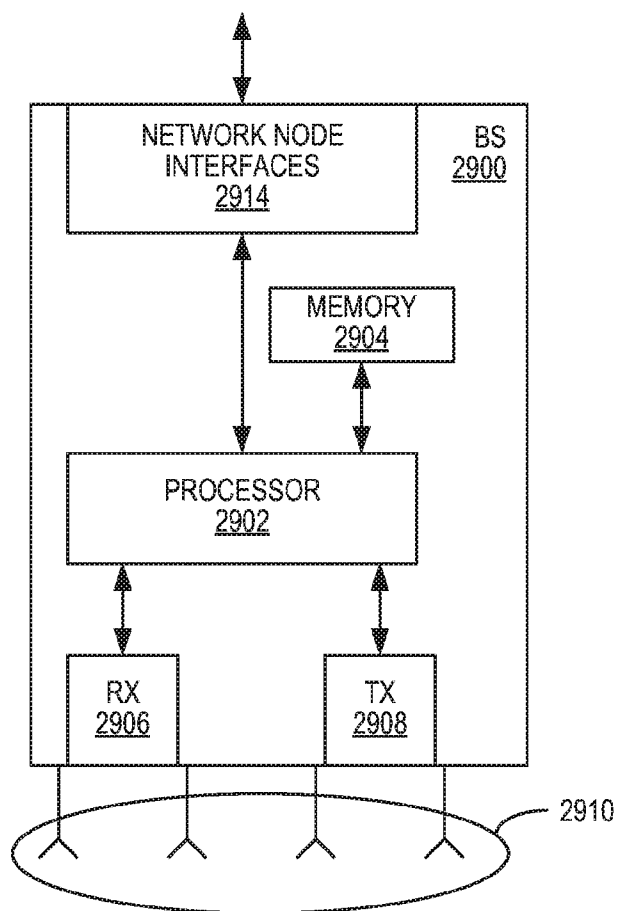 NETWORK NODE
INTERFACES
2914
BS
2900
MEMORY
2904
PROCESSOR
2902
RX
2906
TX
2908
2910